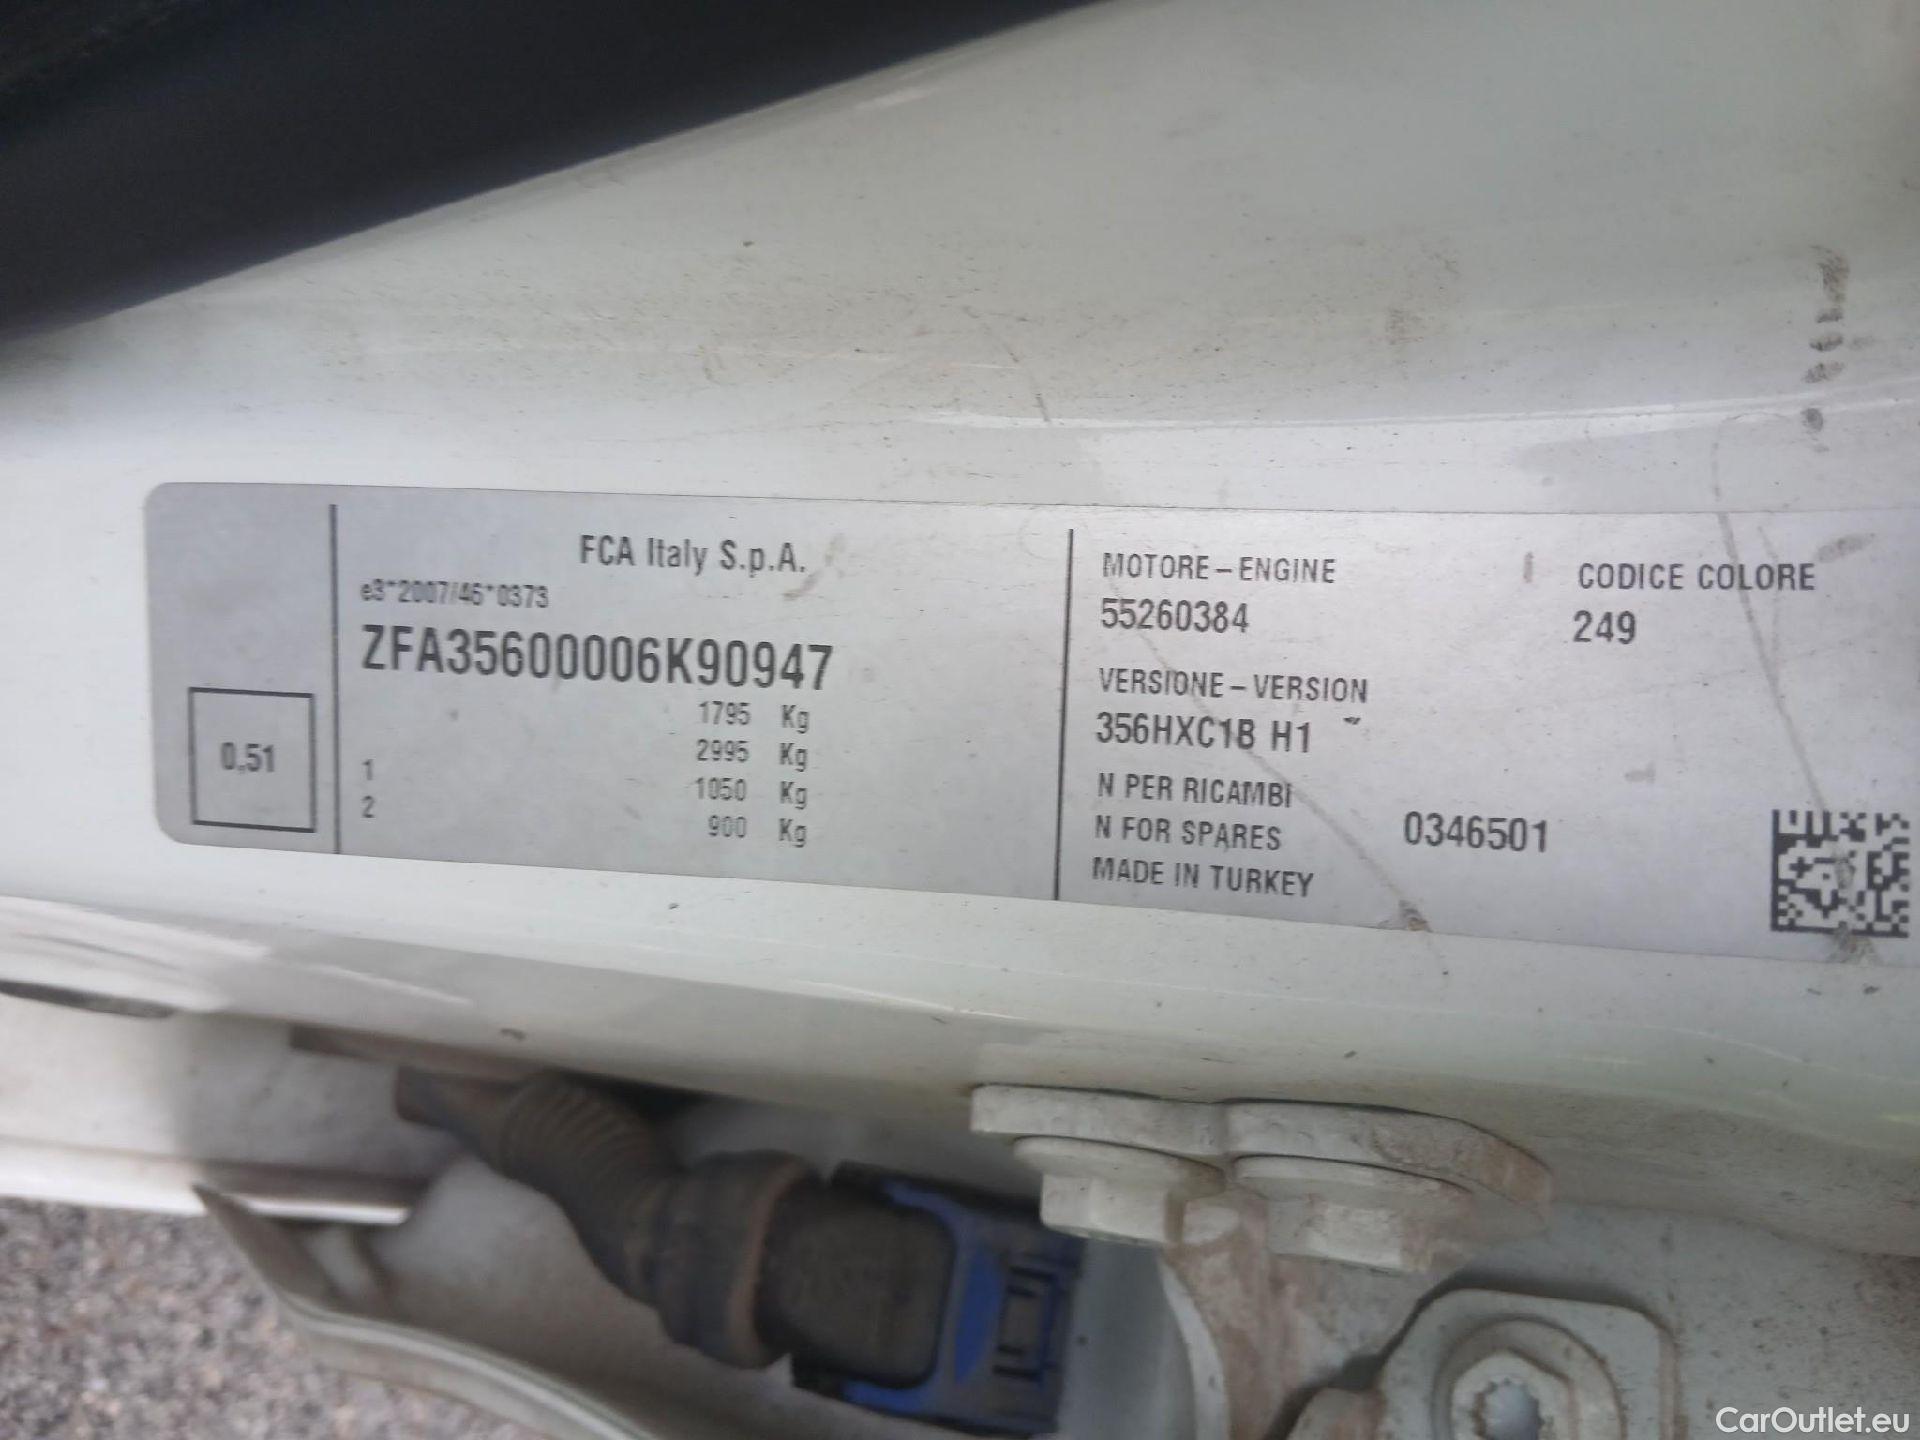 FCA Italy S.p.A.
e3*2007/46*0373
ZFA35600006K90947
1795 Kg
2995 Kg
1 1050 Kg
2 900 Kg
0,51
MOTORE – ENGINE
55260384
CODICE COLORE
249
VERSIONE – VERSION
356HXC1B H1
N PER RICAMBI
N FOR SPARES 0346501
MADE IN TURKEY
CarOutlet.eu